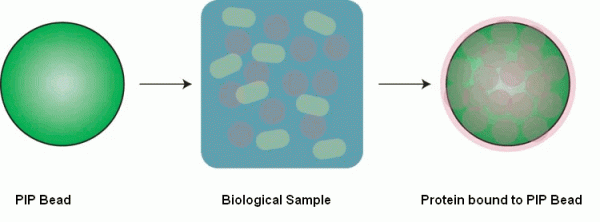 PIP Bead
Biological Sample
Protein bound to PIP Bead